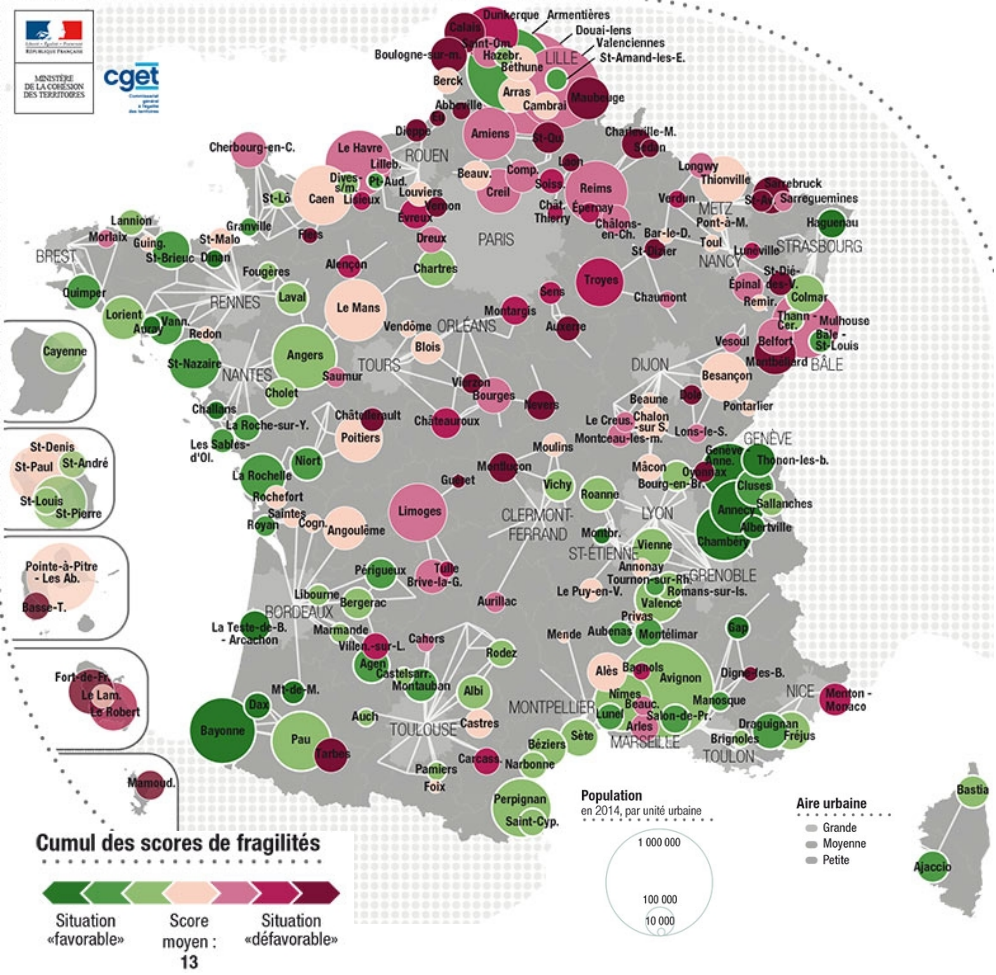 Liberté • Égalité • Fraternité
RÉPUBLIQUE FRANÇAISE
MINISTÈRE
DE LA COHÉSION
DES TERRITOIRES
cget
Commissariat
général
à l'égalité
des territoires
Dunkerque
Armentières
Calais
Douai-lens
Saint-Om.
Valenciennes
Boulogne-sur-m.
Hazebr.
LILLE
St-Amand-les-E.
Béthune
Berck
Arras
Maubeuge
Abbeville
Cambrai
Eu
Dieppe
Amiens
St-Qu.
Charleville-M.
Sedan
Cherbourg-en-C.
Le Havre
ROUEN
Laon
Longwy
Lilleb.
Beauv.
Comp.
Soiss.
Reims
Thionville
Dives-
s/m.
Pt-Aud.
Sarrebruck
St-Lô
Caen
Lisieux
Louviers
Creil
Verdun
St-Av.
Sarreguemines
Vernon
Chât.
Thierry
Épernay
METZ
Lannion
Granville
Évreux
Châlons-
en-Ch.
Pont-à-M.
Haguenau
Morlaix
Guing.
St-Malo
Flers
Dreux
PARIS
Bar-le-D.
Toul
BREST
St-Brieuc
Dinan
St-Dizier
NANCY
Lunéville
STRASBOURG
Fougères
Alençon
Chartres
Troyes
St-Dié-
des-V.
Quimper
Laval
Sens
Chaumont
Épinal
Colmar
RENNES
Le Mans
Remir.
Lorient
Montargis
Thann -
Cer.
Mulhouse
Auray
Vann.
Vendôme
ORLÉANS
Auxerre
Redon
Blois
Vesoul
Belfort
Bâle -
St-Louis
Cayenne
St-Nazaire
Angers
TOURS
DIJON
Montbéliard
BÂLE
NANTES
Saumur
Vierzon
Besançon
Cholet
Bourges
Nevers
Beaune
Dole
Challans
Châtellerault
Châteauroux
Pontarlier
La Roche-sur-Y.
Le Creus.
Chalon
-sur S.
St-Denis
Les Sables-
d'Ol.
Poitiers
Moulins
Montceau-les-m.
Lons-le-S.
GENÈVE
St-Paul
St-André
Niort
Montluçon
Mâcon
Genève -
Anne.
Thonon-les-b.
La Rochelle
Guéret
Vichy
Bourg-en-Br.
Oyonnax
St-Louis
St-Pierre
Rochefort
Roanne
Cluses
Sallanches
Saintes
Cogn.
Limoges
CLERMONT-
FERRAND
LYON
Annecy
Royan
Angoulême
Montbr.
Albertville
ST-ÉTIENNE
Vienne
Chambéry
Pointe-à-Pitre
- Les Ab.
Périgueux
Tulle
Annonay
GRENOBLE
Brive-la-G.
Tournon-sur-Rh.
Basse-T.
Libourne
Le Puy-en-V.
Romans-sur-Is.
BORDEAUX
Bergerac
Aurillac
Valence
Privas
La Teste-de-B.
- Arcachon
Marmande
Cahors
Mende
Aubenas
Montélimar
Gap
Villen.-sur-L.
Rodez
Fort-de-Fr.
Agen
Castelsarr.
Alès
Bagnols
Digne-les-B.
Le Lam.
Mt-de-M.
Montauban
Albi
Avignon
NICE
Menton -
Monaco
Le Robert
Dax
Nîmes
Manosque
Auch
MONTPELLIER
Beauc.
Bayonne
Lunel
Salon-de-Pr.
Draguignan
Pau
TOULOUSE
Castres
Sète
Arles
Brignoles
Fréjus
Tarbes
Béziers
MARSEILLE
Carcass.
Narbonne
TOULON
Mamoud.
Pamiers
Foix
Perpignan
Saint-Cyp.
Bastia
Ajaccio
Population
en 2014, par unité urbaine
1 000 000
100 000
10 000
Aire urbaine
Grande
Moyenne
Petite
Cumul des scores de fragilités
Situation
«favorable»
Score
moyen :
13
Situation
«défavorable»